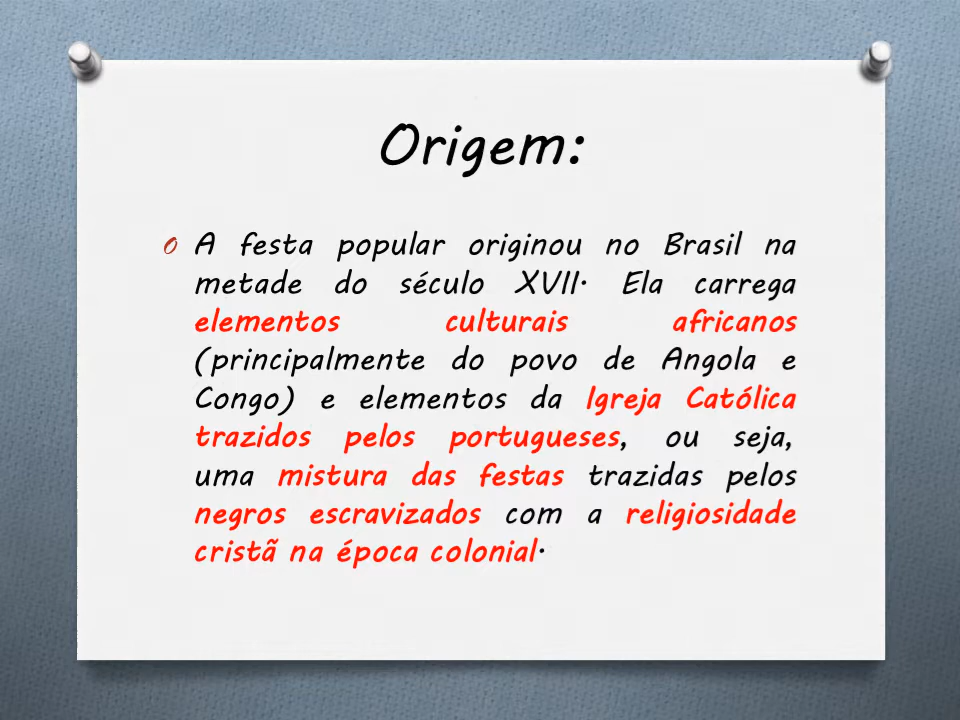 Origem:
A festa popular originou no Brasil na
metade do século XVII. Ela carrega
elementos culturais africanos
(principalmente do povo de Angola e
Congo) e elementos da Igreja Católica
trazidos pelos portugueses, ou seja,
uma mistura das festas trazidas pelos
negros escravizados com a religiosidade
cristã na época colonial.